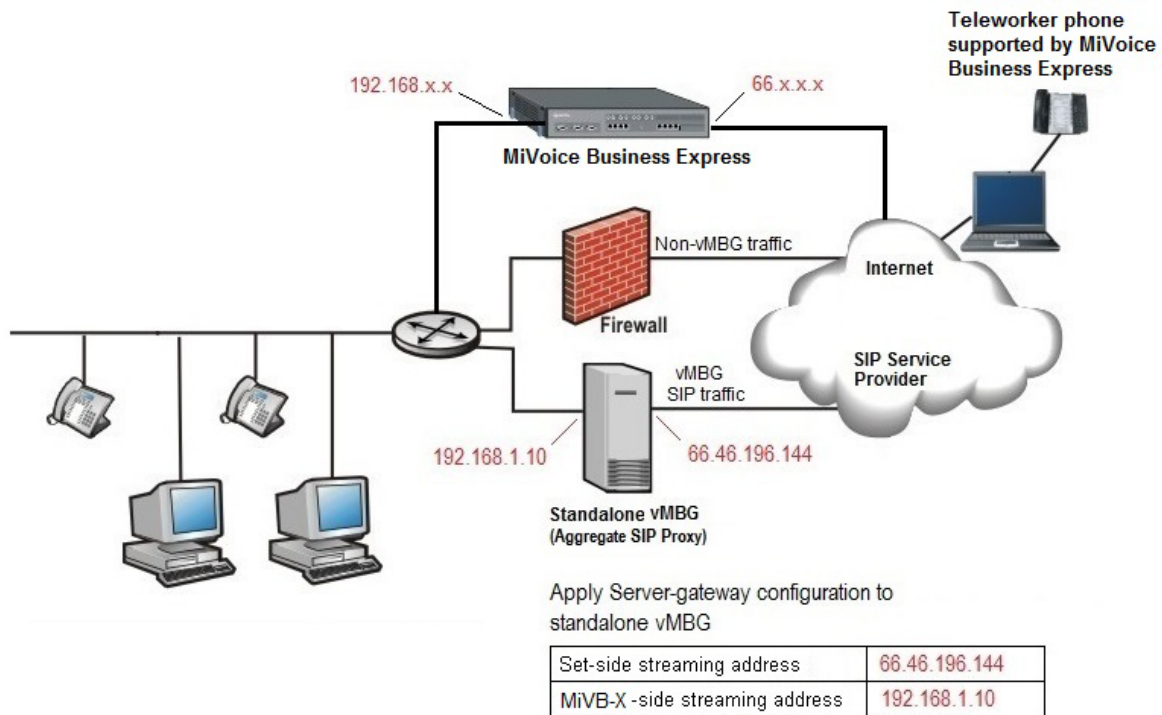 Teleworker phone
supported by MiVoice
Business Express
192.168.x.x
66.x.x.x
MiVoice Business Express
Non-vMBG traffic
Internet
Firewall
vMBG
SIP traffic
SIP Service
Provider
192.168.1.10
66.46.196.144
Standalone vMBG
(Aggregate SIP Proxy)
Apply Server-gateway configuration to
standalone vMBG
Set-side streaming address 66.46.196.144
MiVB-X -side streaming address 192.168.1.10